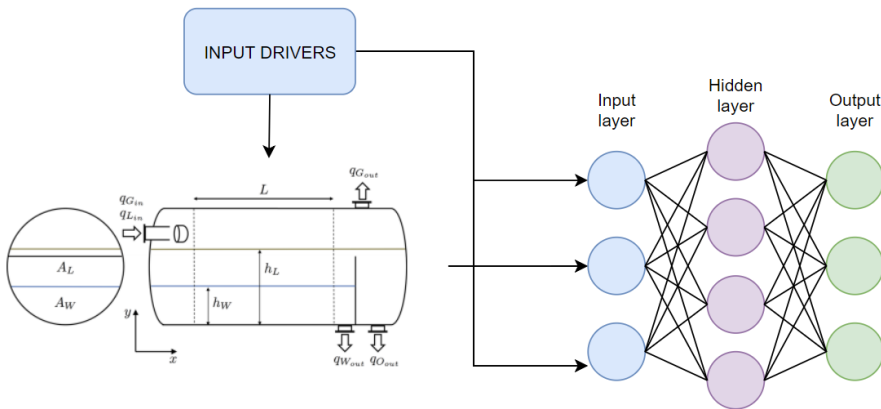 INPUT DRIVERS
Input
layer
Hidden
layer
Output
layer
q_{G_{in}}
q_{L_{in}}
L
q_{G_{out}}
A_L
A_W
h_L
h_W
y
x
q_{W_{out}}
q_{O_{out}}